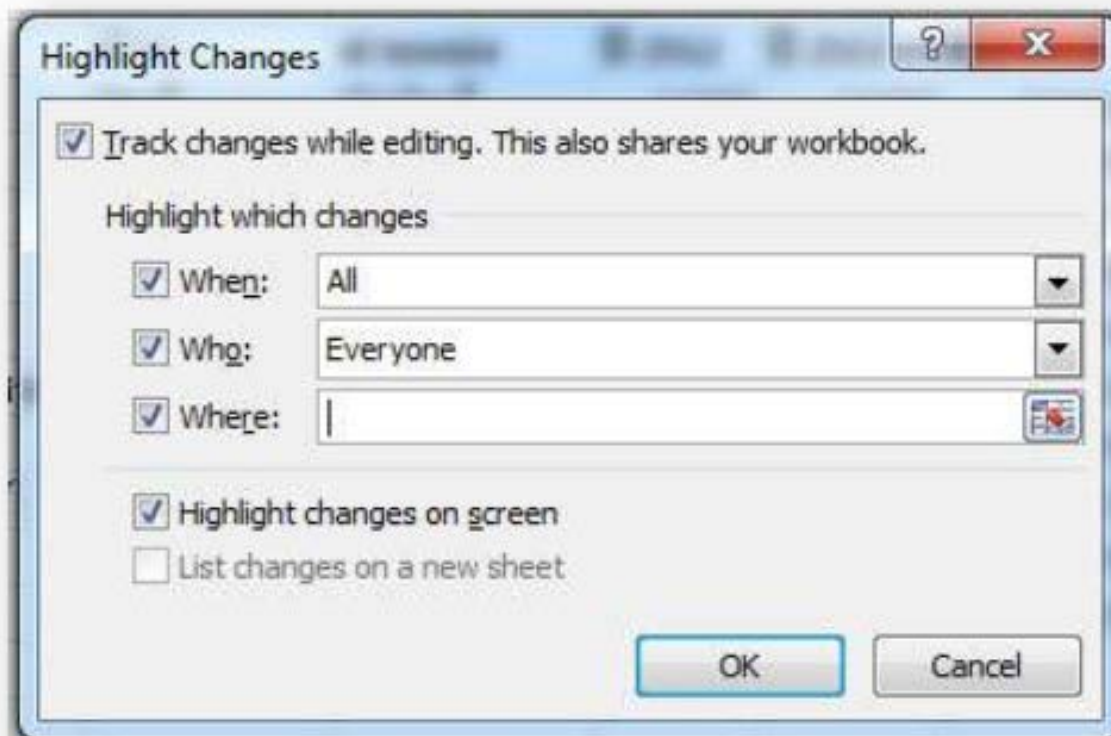 Highlight Changes
Track changes while editing. This also shares your workbook.
Highlight which changes
When: All
Who: Everyone
Where:
Highlight changes on screen
List changes on a new sheet
OK Cancel